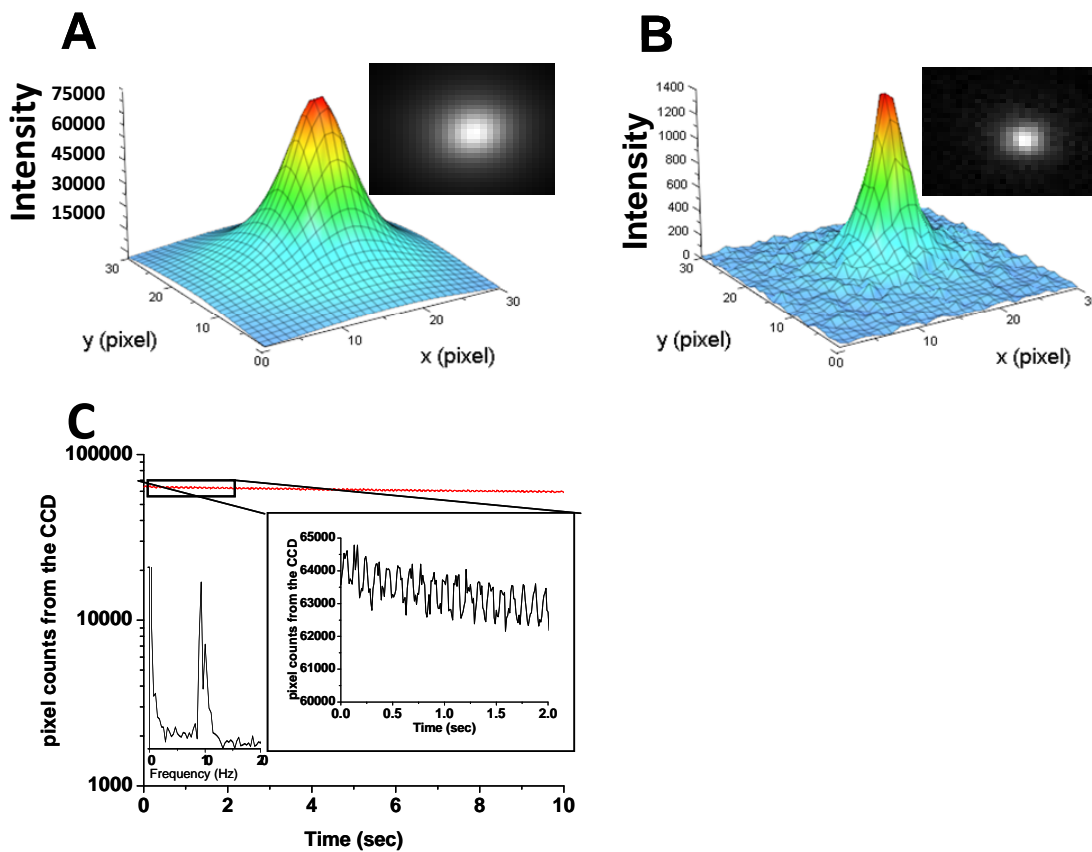 A
Intensity
75000
60000
45000
30000
15000
30
20
10
0
0
10
20
30
y (pixel)
x (pixel)
B
Intensity
1400
1200
1000
800
600
400
200
0
30
20
10
0
0
10
20
3
y (pixel)
x (pixel)
C
pixel counts from the CCD
100000
10000
1000
0 2 4 6 8 10
Time (sec)
0 10 20
Frequency (Hz)
pixel counts from the CCD
65000
64000
63000
62000
61000
60000
0.0 0.5 1.0 1.5 2.0
Time (sec)